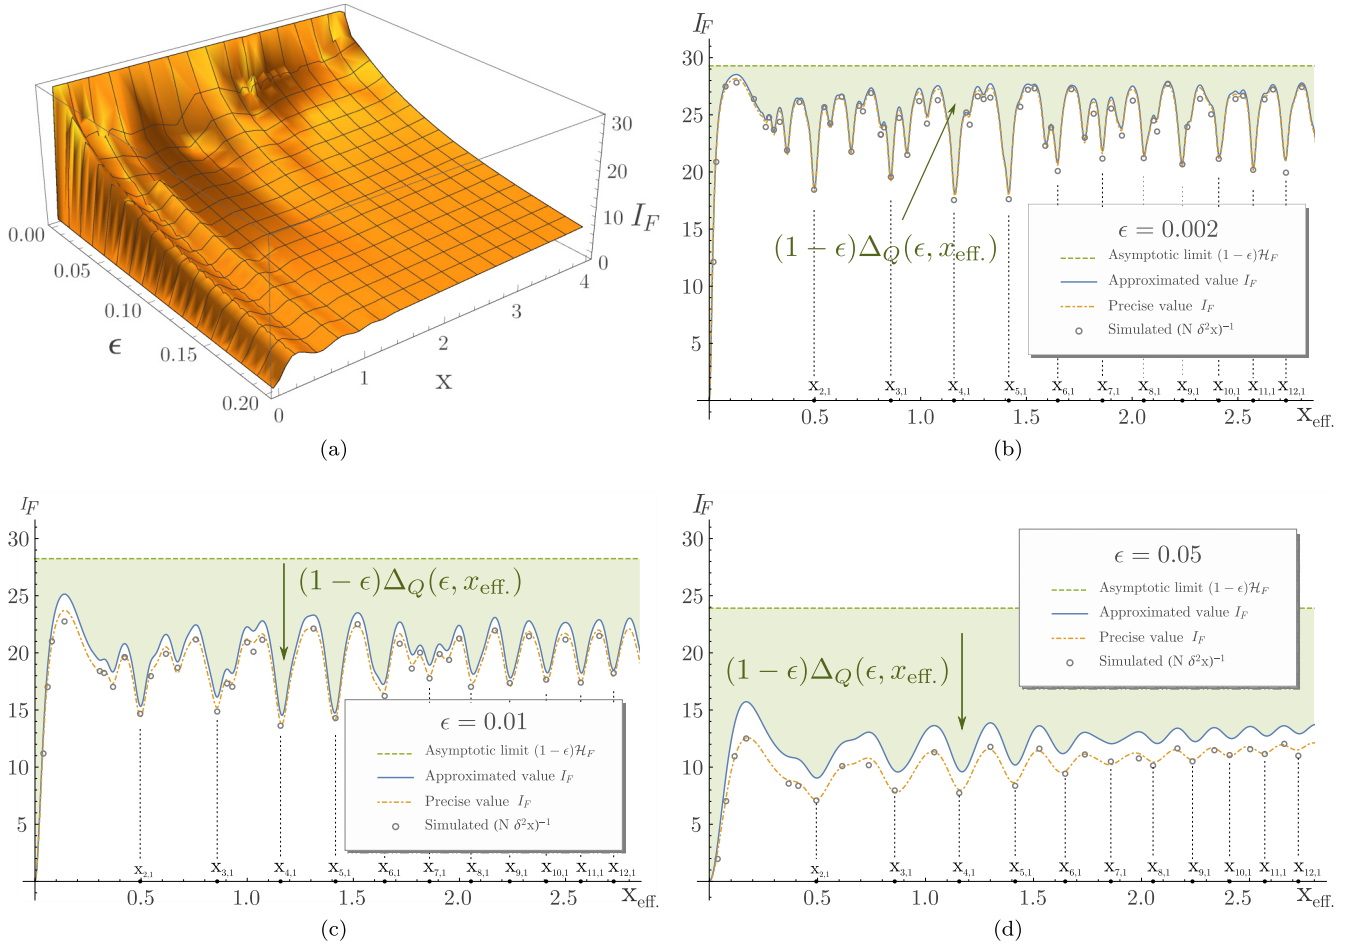 30
20
10
0
I_F
0.00
0.05
0.10
0.15
0.20
ϵ
0
1
2
3
4
x
(a)
I_F
30
25
20
15
10
5
(1 − ϵ)Δ_Q(ϵ, x_eff.)
ϵ = 0.002
Asymptotic limit (1 − ϵ)ℋ_F
Approximated value I_F
Precise value I_F
Simulated (N δ²x)⁻¹
x_2,1 x_3,1 x_4,1 x_5,1 x_6,1 x_7,1 x_8,1 x_9,1 x_10,1 x_11,1 x_12,1
0.5 1.0 1.5 2.0 2.5 x_eff.
(b)
I_F
30
25
20
15
10
5
(1 − ϵ)Δ_Q(ϵ, x_eff.)
ϵ = 0.01
Asymptotic limit (1 − ϵ)ℋ_F
Approximated value I_F
Precise value I_F
Simulated (N δ²x)⁻¹
x_2,1 x_3,1 x_4,1 x_5,1 x_6,1 x_7,1 x_8,1 x_9,1 x_10,1 x_11,1 x_12,1
0.5 1.0 1.5 2.0 2.5 x_eff.
(c)
I_F
30
25
20
15
10
5
ϵ = 0.05
Asymptotic limit (1 − ϵ)ℋ_F
Approximated value I_F
Precise value I_F
Simulated (N δ²x)⁻¹
(1 − ϵ)Δ_Q(ϵ, x_eff.)
x_2,1 x_3,1 x_4,1 x_5,1 x_6,1 x_7,1 x_8,1 x_9,1 x_10,1 x_11,1 x_12,1
0.5 1.0 1.5 2.0 2.5 x_eff.
(d)